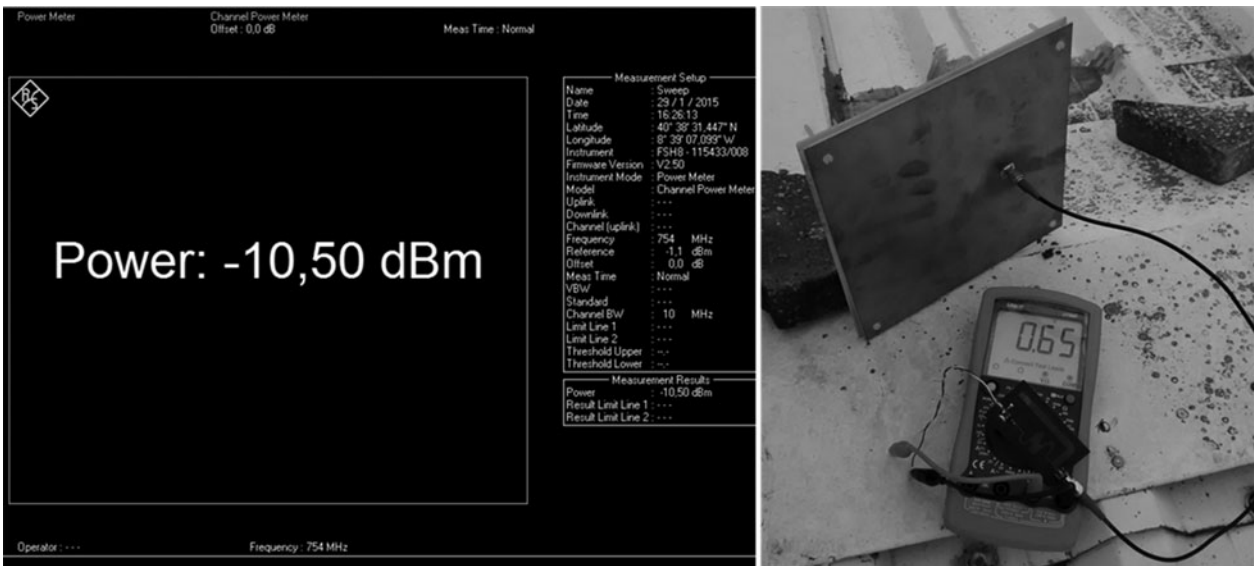 Power Meter
Channel Power Meter
Offset : 0,0 dB
Meas Time : Normal
R S
Power: -10,50 dBm
Measurement Setup
Name : Sweep
Date : 29 / 1 / 2015
Time : 16:26:13
Latitude : 40° 38' 31,447" N
Longitude : 8° 39' 07,099" W
Instrument : FSH8 - 115433/008
Firmware Version : V2.50
Instrument Mode : Power Meter
Model : Channel Power Meter
Uplink : - - -
Downlink : - - -
Channel (uplink) : - - -
Frequency : 754 MHz
Reference : -1,1 dBm
Offset : 0,0 dB
Meas Time : Normal
VBW : - - -
Standard : - - -
Channel BW : 10 MHz
Limit Line 1 : - - -
Limit Line 2 : - - -
Threshold Upper : --.-
Threshold Lower : --.-
Measurement Results
Power : -10,50 dBm
Result Limit Line 1 : - - -
Result Limit Line 2 : - - -
Operator : - - -
Frequency : 754 MHz
0.65
CE